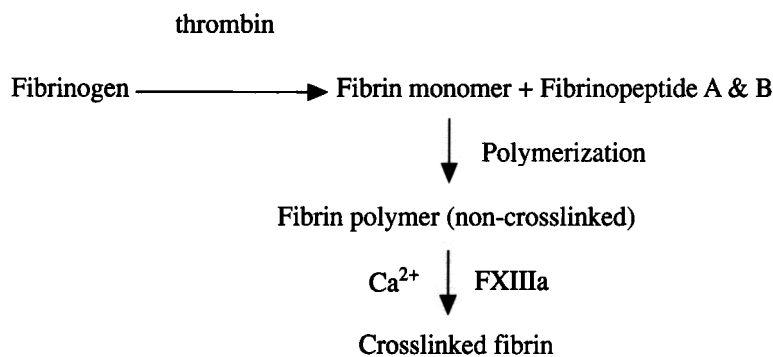 thrombin
Fibrinogen Fibrin monomer + Fibrinopeptide A & B
Polymerization
Fibrin polymer (non-crosslinked)
Ca²⁺ FXIIIa
Crosslinked fibrin